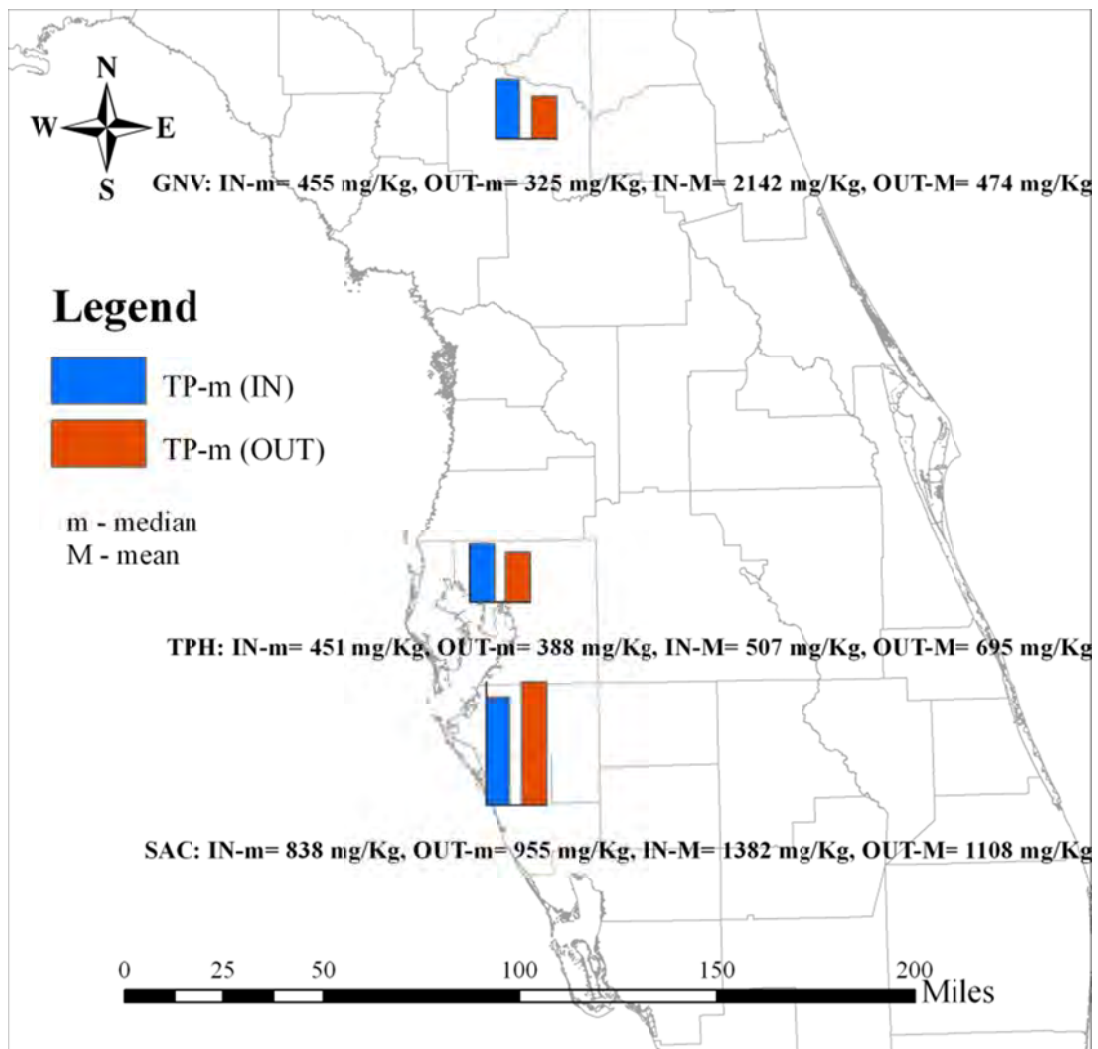 N
W E
S
GNV: IN-m= 455 mg/Kg, OUT-m= 325 mg/Kg, IN-M= 2142 mg/Kg, OUT-M= 474 mg/Kg
Legend
TP-m (IN)
TP-m (OUT)
m - median
M - mean
TPH: IN-m= 451 mg/Kg, OUT-m= 388 mg/Kg, IN-M= 507 mg/Kg, OUT-M= 695 mg/Kg
SAC: IN-m= 838 mg/Kg, OUT-m= 955 mg/Kg, IN-M= 1382 mg/Kg, OUT-M= 1108 mg/Kg
0 25 50 100 150 200
Miles